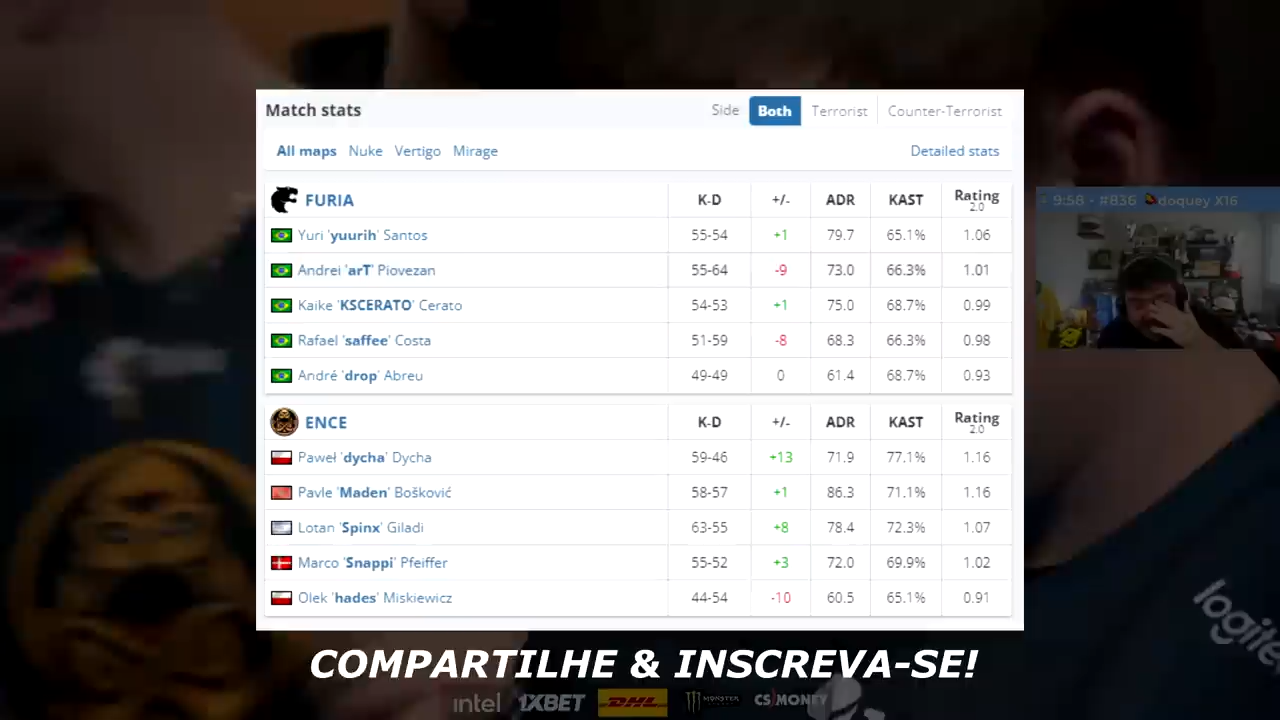 Match stats Side Both Terrorist Counter-Terrorist
All maps Nuke Vertigo Mirage Detailed stats
FURIA K-D +/- ADR KAST Rating 2.0
Yuri 'yuurih' Santos 55-54 +1 79.7 65.1% 1.06
Andrei 'arT' Piovezan 55-64 -9 73.0 66.3% 1.01
Kaike 'KSCERATO' Cerato 54-53 +1 75.0 68.7% 0.99
Rafael 'saffee' Costa 51-59 -8 68.3 66.3% 0.98
André 'drop' Abreu 49-49 0 61.4 68.7% 0.93
ENCE K-D +/- ADR KAST Rating 2.0
Paweł 'dycha' Dycha 59-46 +13 71.9 77.1% 1.16
Pavle 'Maden' Bošković 58-57 +1 86.3 71.1% 1.16
Lotan 'Spinx' Giladi 63-55 +8 78.4 72.3% 1.07
Marco 'Snappi' Pfeiffer 55-52 +3 72.0 69.9% 1.02
Olek 'hades' Miskiewicz 44-54 -10 60.5 65.1% 0.91
9:58 - #836 doquey X16
logite
COMPARTILHE & INSCREVA-SE!
intel 1XBET DHL MONSTER CS MONEY